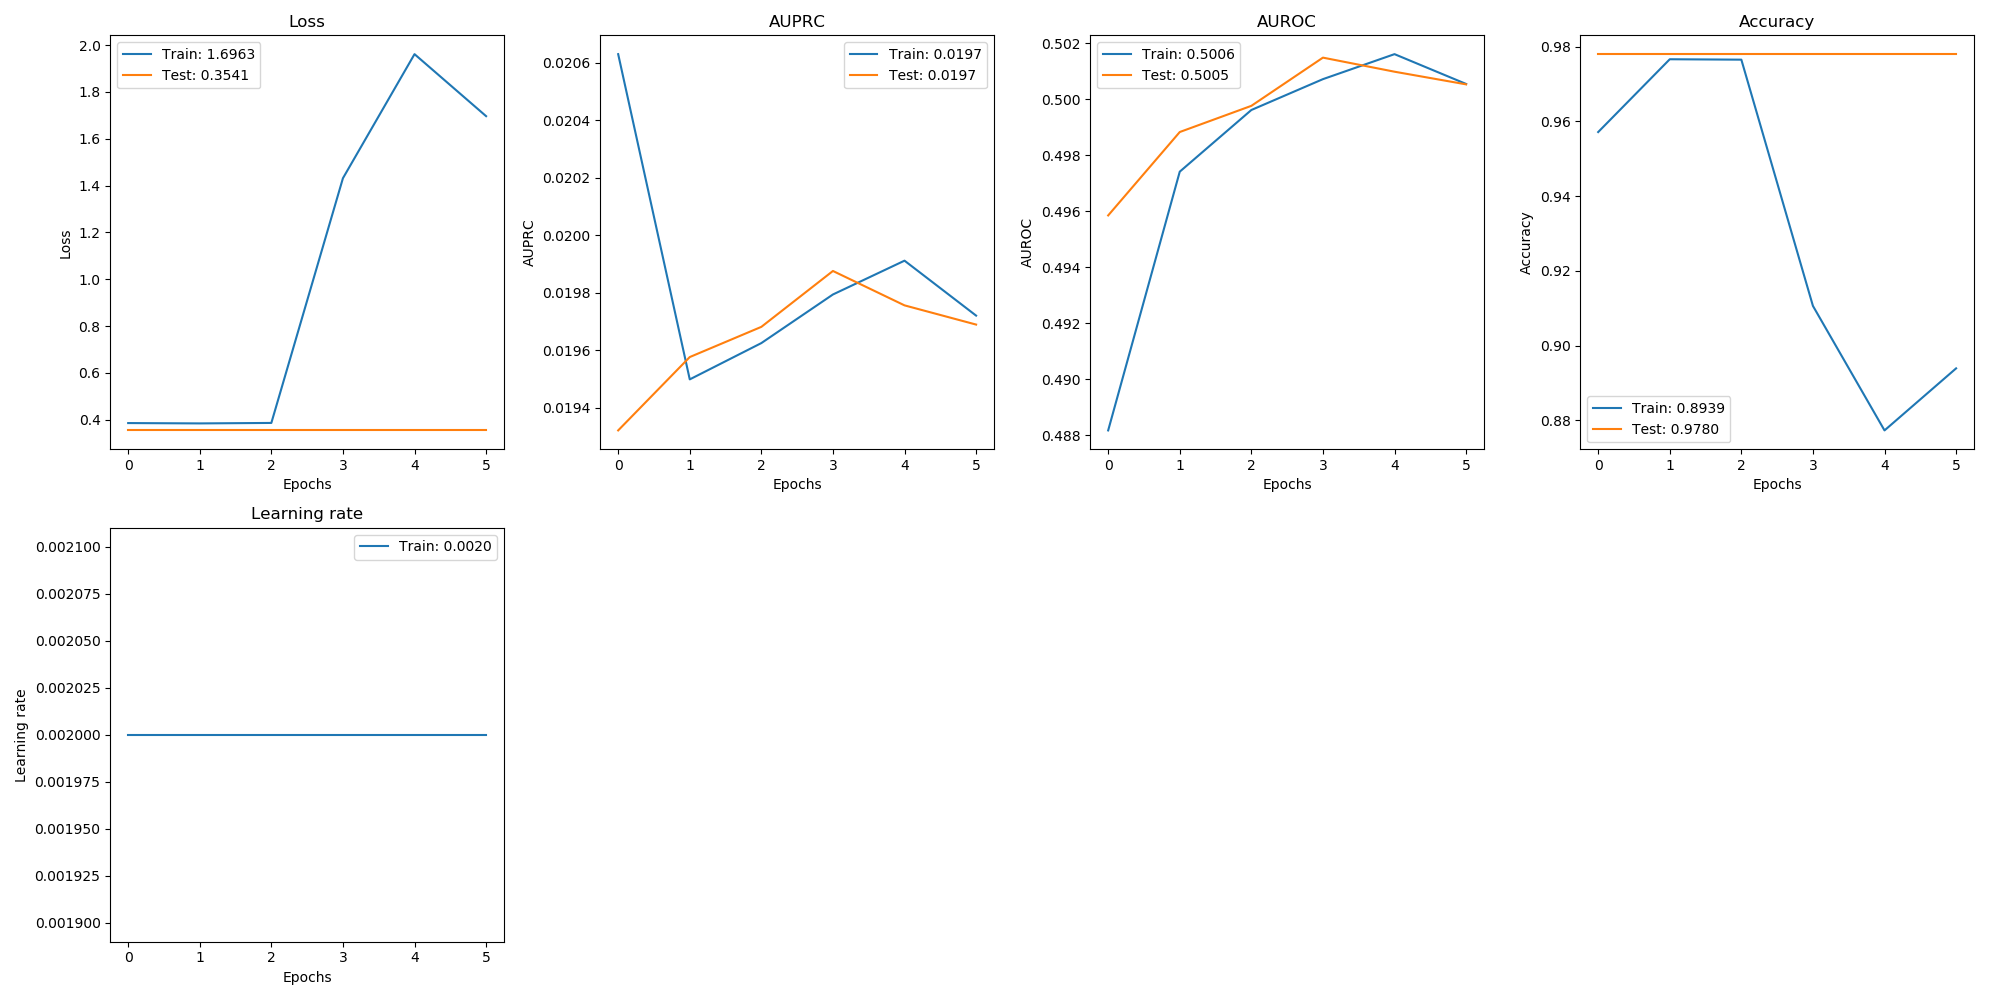 Loss
Train: 1.6963
Test: 0.3541
2.0
1.8
1.6
1.4
1.2
1.0
0.8
0.6
0.4
Loss
0 1 2 3 4 5
Epochs
AUPRC
Train: 0.0197
Test: 0.0197
0.0206
0.0204
0.0202
0.0200
0.0198
0.0196
0.0194
AUPRC
0 1 2 3 4 5
Epochs
AUROC
Train: 0.5006
Test: 0.5005
0.502
0.500
0.498
0.496
0.494
0.492
0.490
0.488
AUROC
0 1 2 3 4 5
Epochs
Accuracy
0.98
0.96
0.94
0.92
0.90
0.88
Accuracy
Train: 0.8939
Test: 0.9780
0 1 2 3 4 5
Epochs
Learning rate
Train: 0.0020
0.002100
0.002075
0.002050
0.002025
0.002000
0.001975
0.001950
0.001925
0.001900
Learning rate
0 1 2 3 4 5
Epochs